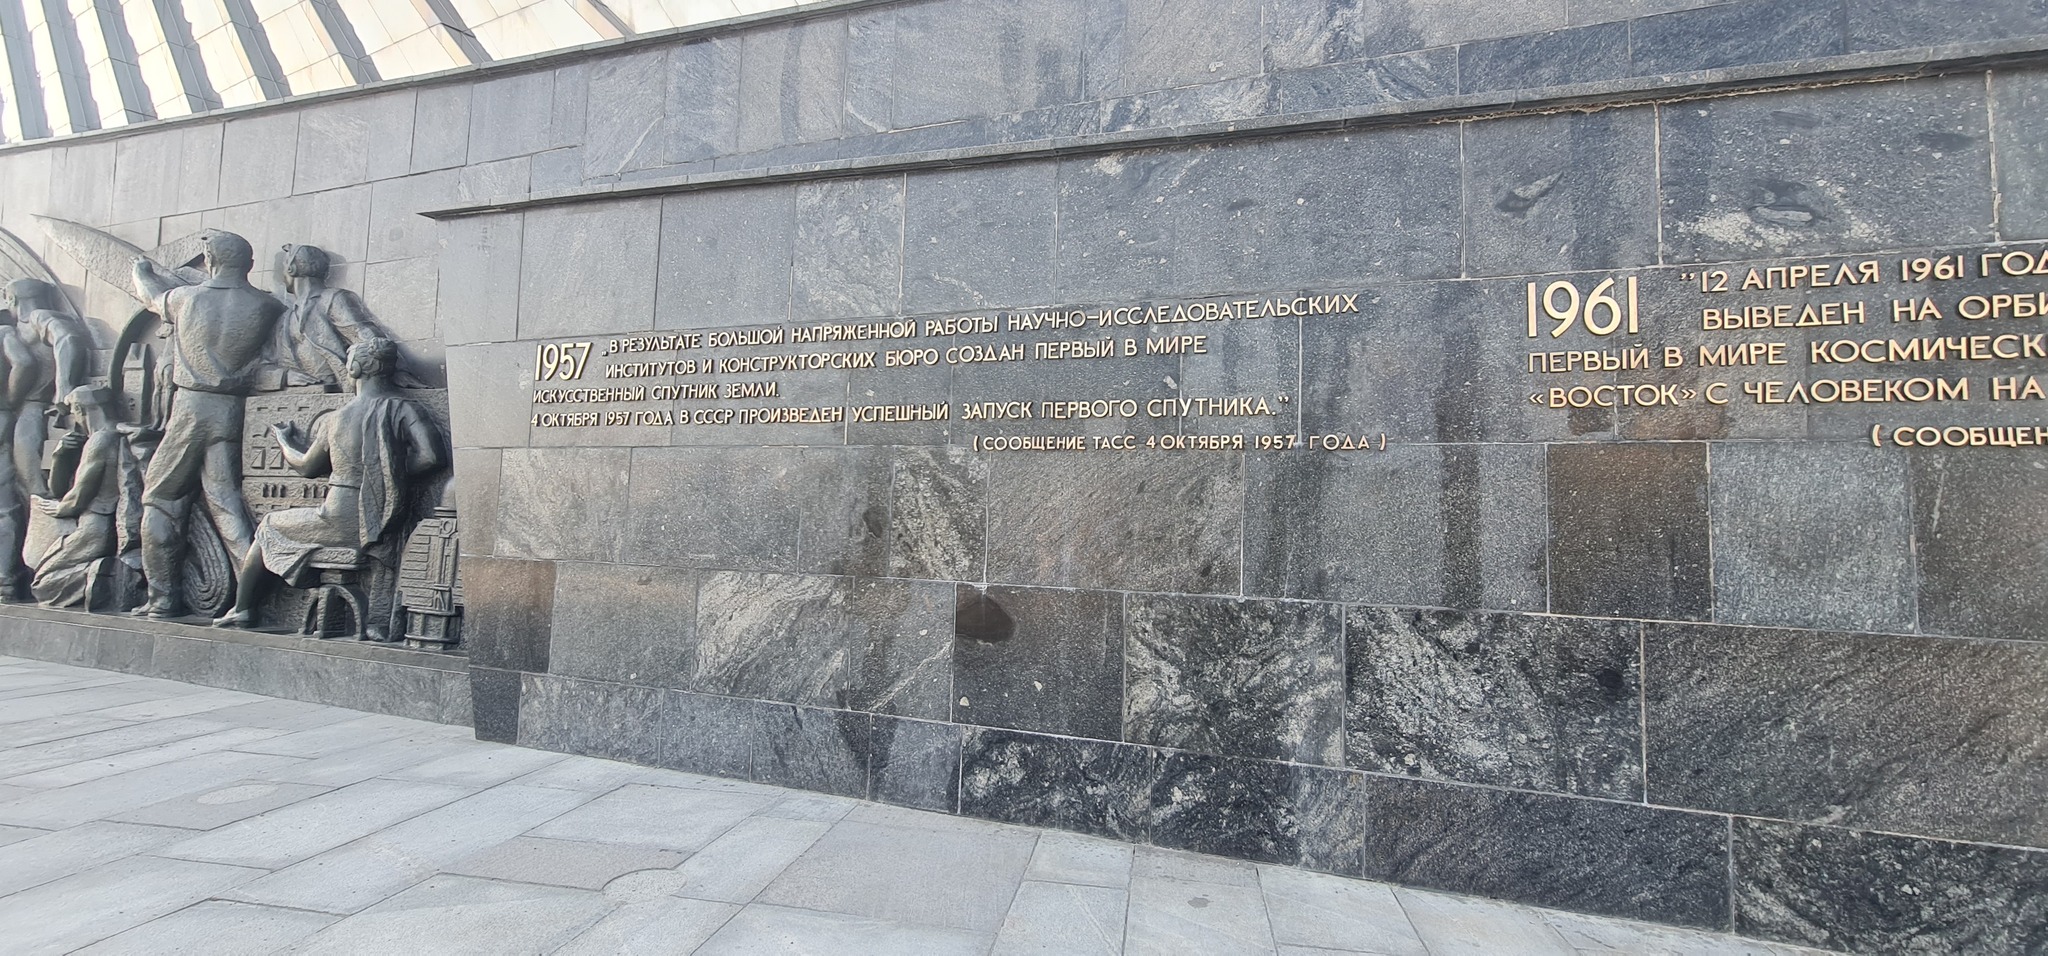 1957 „В РЕЗУЛЬТАТЕ БОЛЬШОЙ НАПРЯЖЕННОЙ РАБОТЫ НАУЧНО-ИССЛЕДОВАТЕЛЬСКИХ
ИНСТИТУТОВ И КОНСТРУКТОРСКИХ БЮРО СОЗДАН ПЕРВЫЙ В МИРЕ
ИСКУССТВЕННЫЙ СПУТНИК ЗЕМЛИ.
4 ОКТЯБРЯ 1957 ГОДА В СССР ПРОИЗВЕДЕН УСПЕШНЫЙ ЗАПУСК ПЕРВОГО СПУТНИКА."
(СООБЩЕНИЕ ТАСС 4 ОКТЯБРЯ 1957 ГОДА)
1961 "12 АПРЕЛЯ 1961
ВЫВЕДЕН НА
ПЕРВЫЙ В МИРЕ
«ВОСТОК» С ЧЕЛОВЕКОМ НА